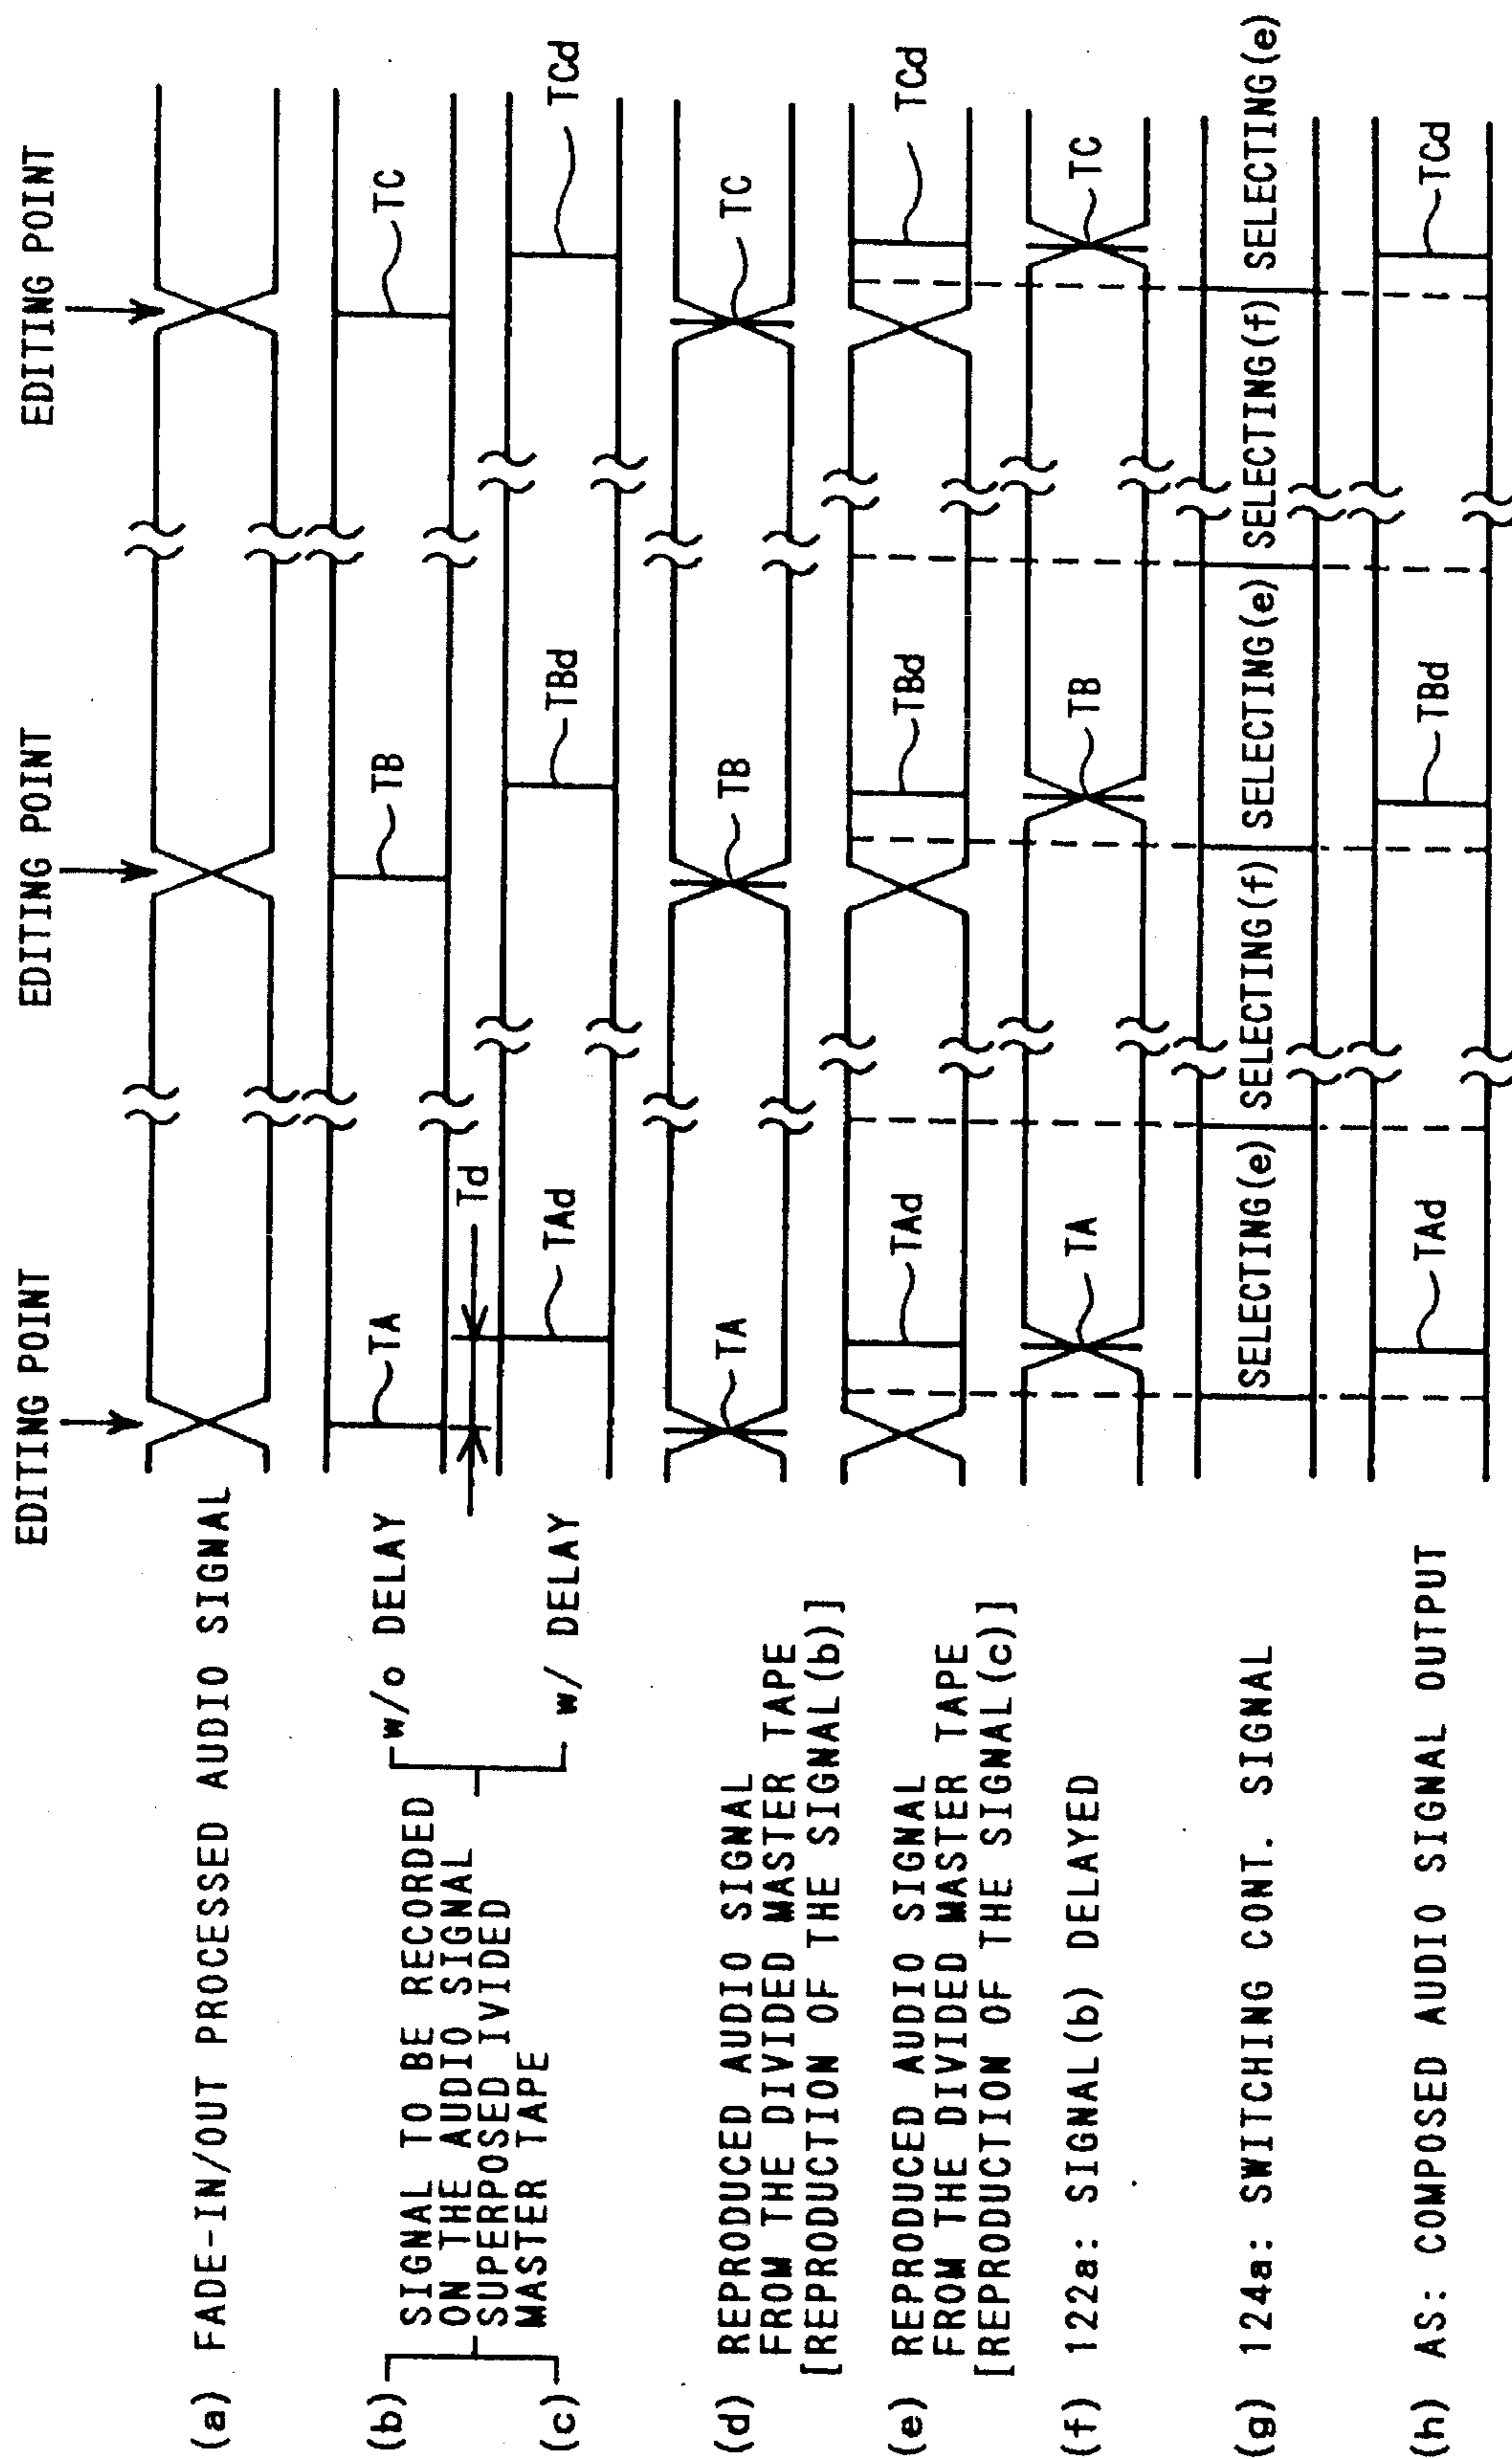 EDITING POINT
EDITING POINT
EDITING POINT
(a) FADE-IN/OUT PROCESSED AUDIO SIGNAL
(b)
SIGNAL TO BE RECORDED
ON THE AUDIO SIGNAL
SUPERPOSED IVIDED
MASTER TAPE
w/o DELAY
TA
TB
TC
Td
(c)
w/ DELAY
TAd
TBd
TCd
(d) REPRODUCED AUDIO SIGNAL
FROM THE DIVIDED MASTER TAPE
[REPRODUCTION OF THE SIGNAL(b)]
TA
TB
TC
(e) REPRODUCED AUDIO SIGNAL
FROM THE DIVIDED MASTER TAPE
[REPRODUCTION OF THE SIGNAL(c)]
TAd
TBd
TCd
(f) 122a: SIGNAL(b) DELAYED
TA
TB
TC
(g) 124a: SWITCHING CONT. SIGNAL
SELECTING(e)
SELECTING(f)
SELECTING(e)
SELECTING(f)
SELECTING(e)
(h) AS: COMPOSED AUDIO SIGNAL OUTPUT
TAd
TBd
TCd